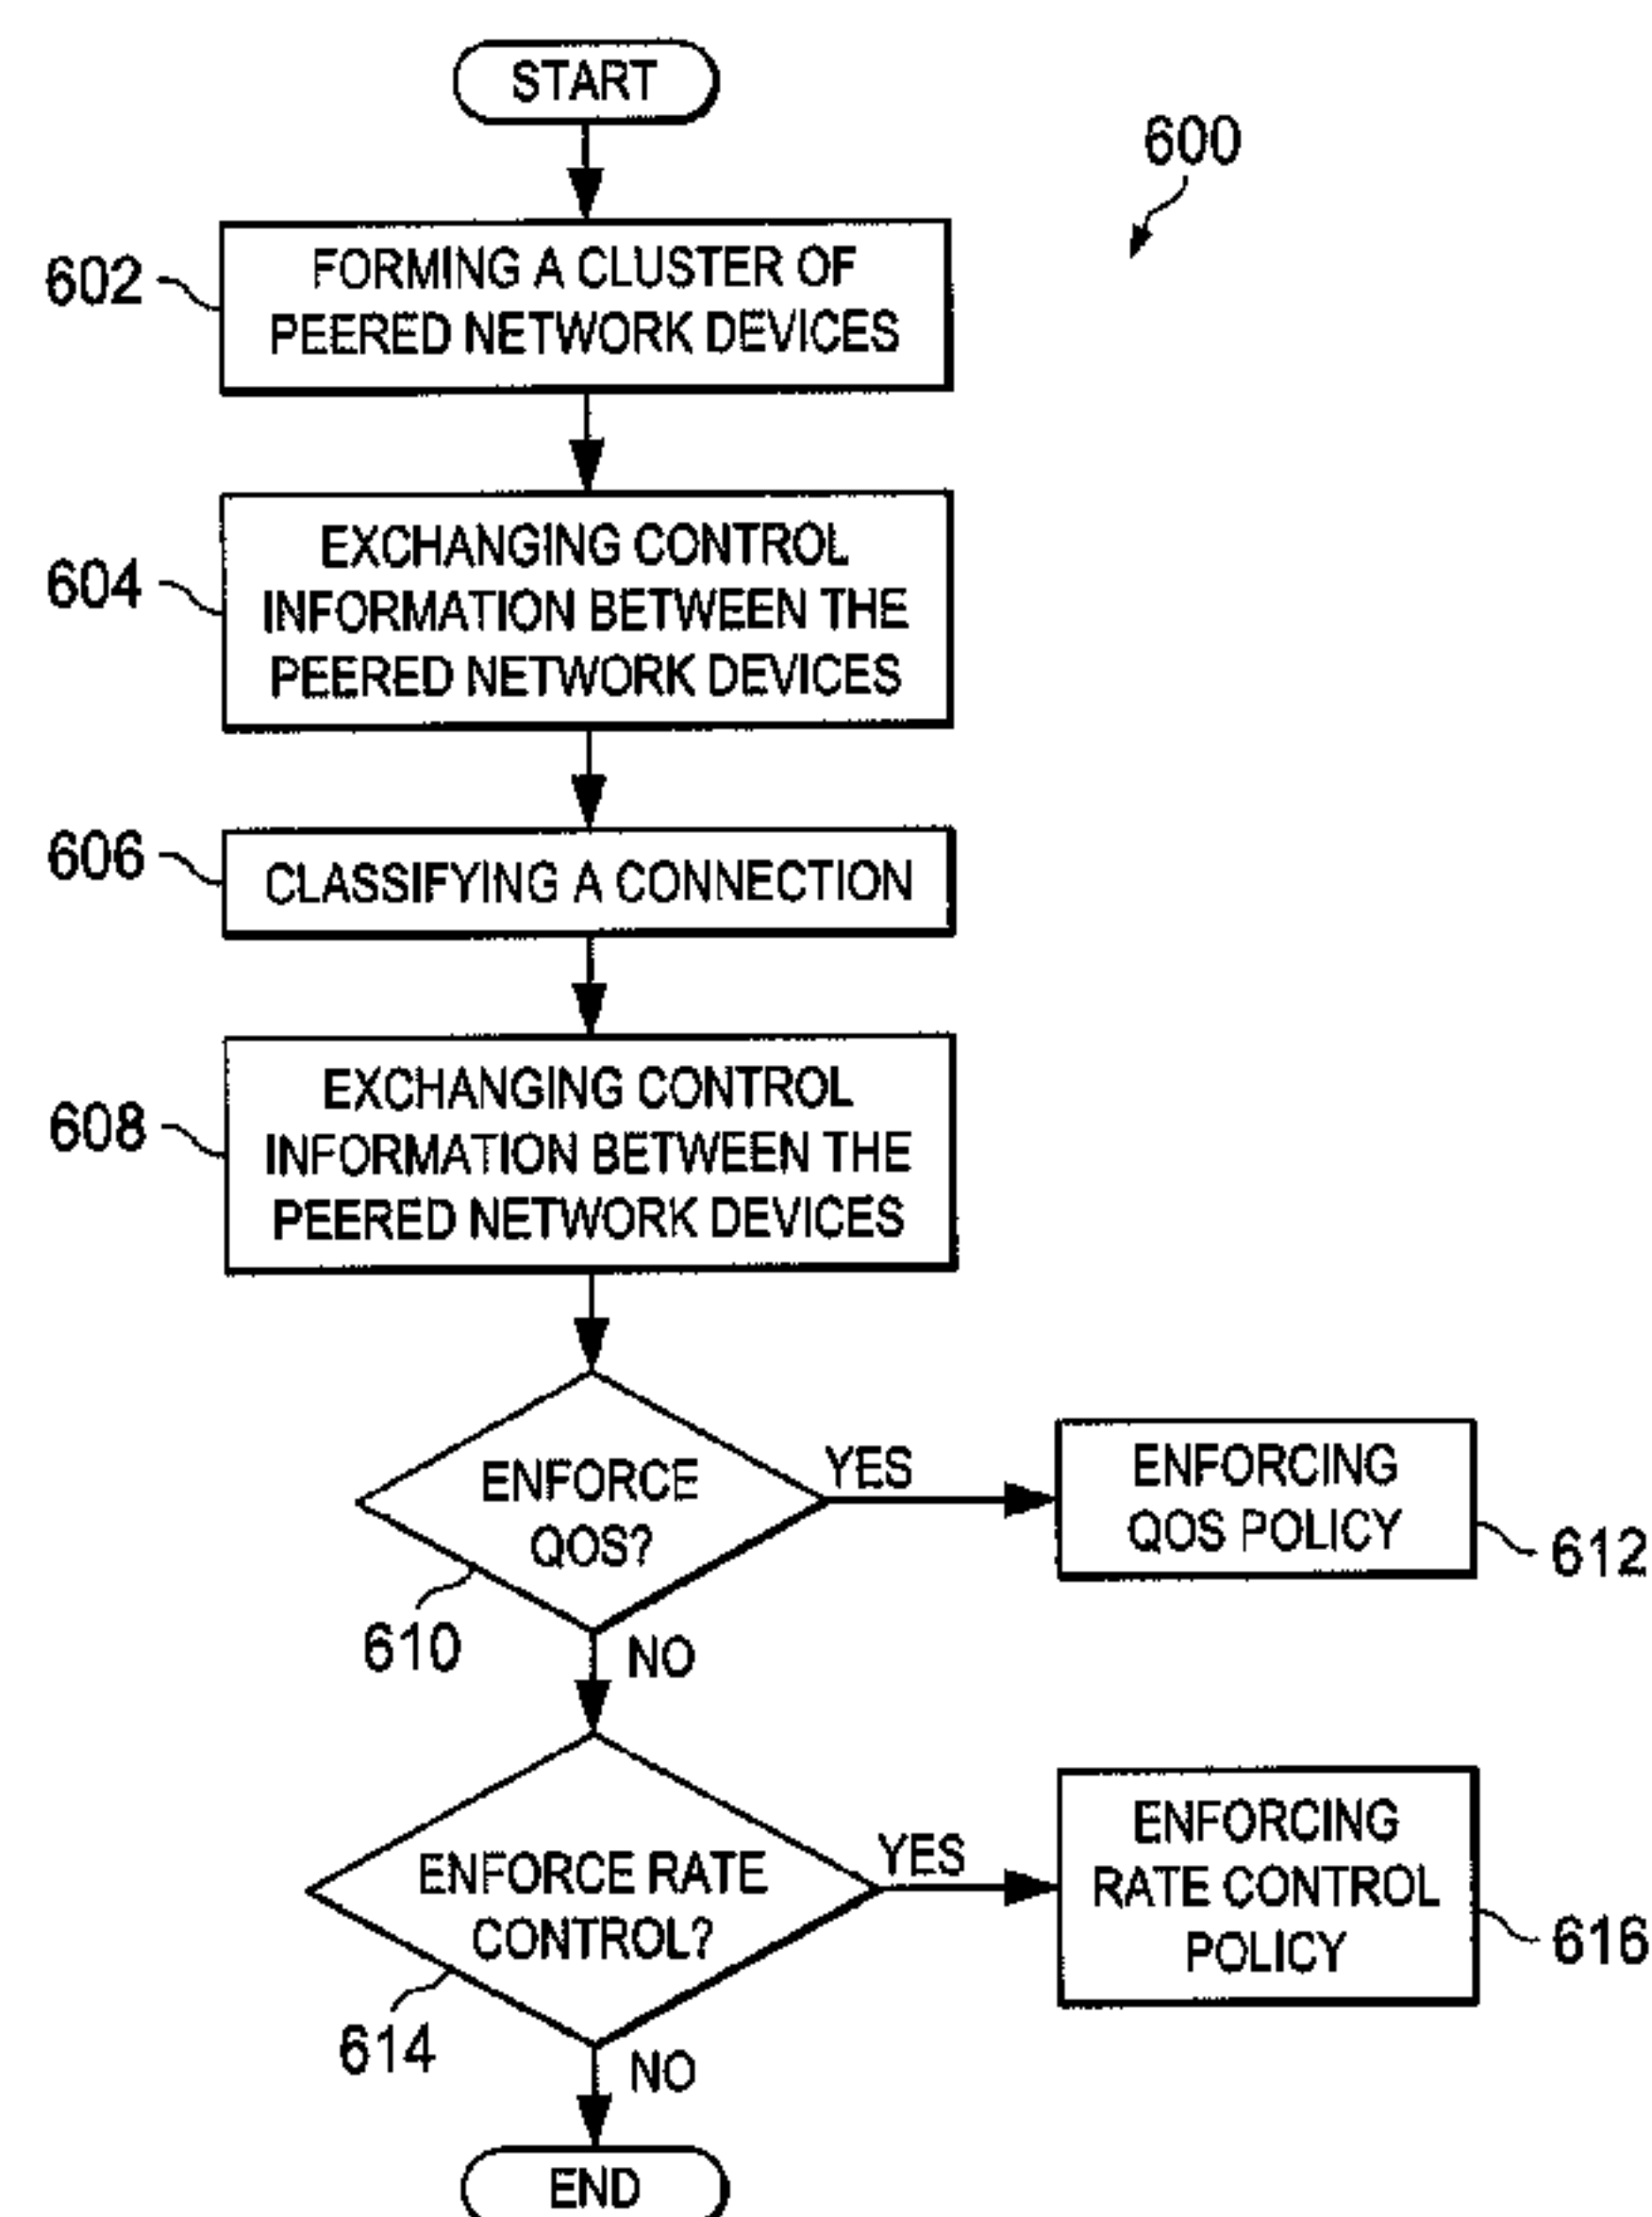 START
600
602
FORMING A CLUSTER OF
PEERED NETWORK DEVICES
604
EXCHANGING CONTROL
INFORMATION BETWEEN THE
PEERED NETWORK DEVICES
606
CLASSIFYING A CONNECTION
608
EXCHANGING CONTROL
INFORMATION BETWEEN THE
PEERED NETWORK DEVICES
ENFORCE
QOS?
YES
ENFORCING
QOS POLICY
612
610
NO
ENFORCE RATE
CONTROL?
YES
ENFORCING
RATE CONTROL
POLICY
616
614
NO
END